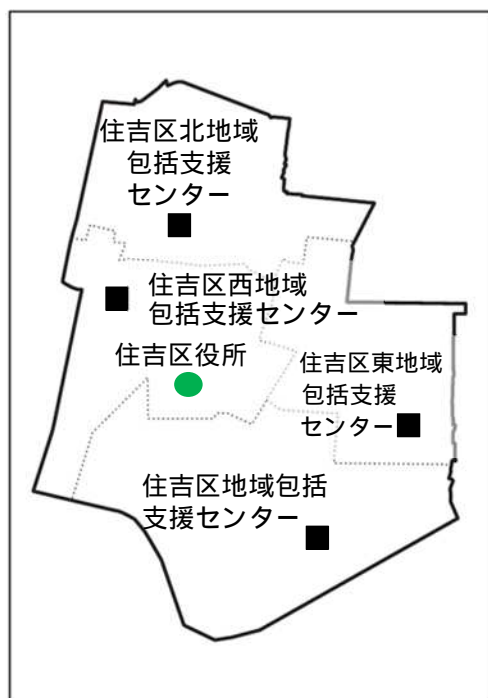 住吉区北地域
包括支援
センター
住吉区西地域
包括支援センター
住吉区役所
住吉区東地域
包括支援
センター
住吉区地域包括
支援センター